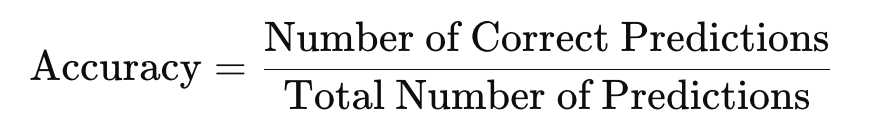 Accuracy = Number of Correct Predictions
Total Number of Predictions